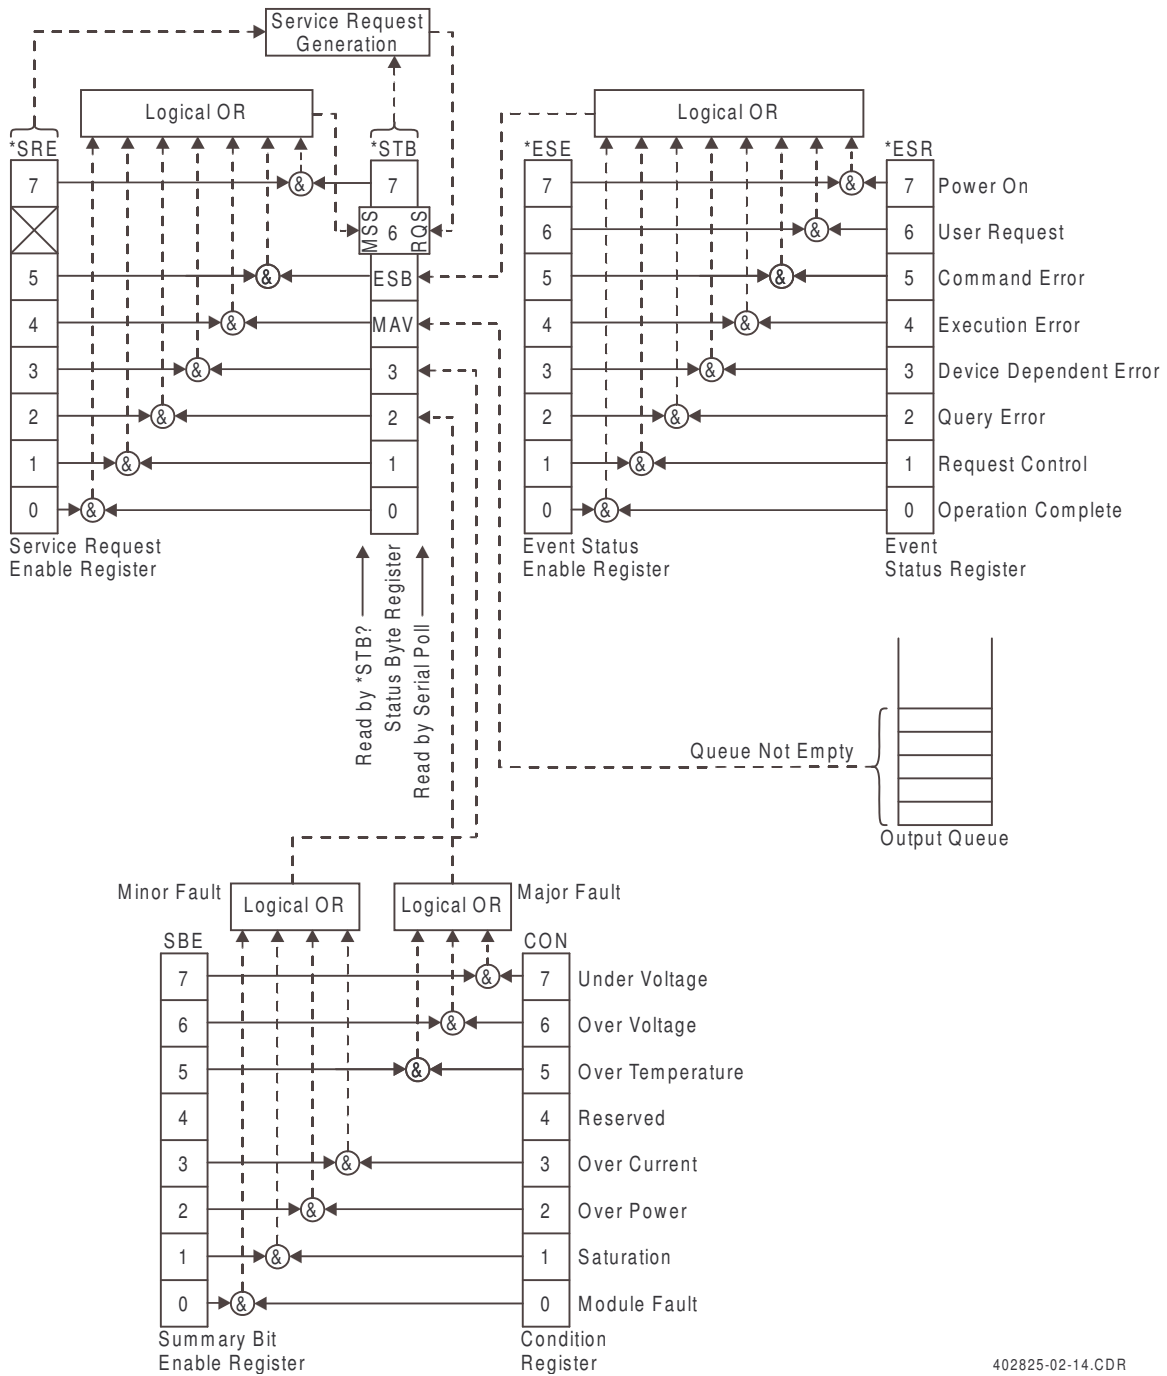 Service Request
Generation
Logical OR
Logical OR
*SRE
*STB
*ESE
*ESR
7
&
7
7
&
7
Power On
MSS
6
RQS
6
&
6
User Request
5
&
ESB
5
&
5
Command Error
4
&
MAV
4
&
4
Execution Error
3
&
3
3
&
3
Device Dependent Error
2
&
2
2
&
2
Query Error
1
&
1
1
&
1
Request Control
0
&
0
0
&
0
Operation Complete
Service Request
Enable Register
Event Status
Enable Register
Event
Status Register
Read by *STB?
Status Byte Register
Read by Serial Poll
Queue Not Empty
Output Queue
Minor Fault
Logical OR
Logical OR
Major Fault
SBE
CON
7
&
7
Under Voltage
6
&
6
Over Voltage
5
&
5
Over Temperature
4
4
Reserved
3
&
3
Over Current
2
&
2
Over Power
1
&
1
Saturation
0
&
0
Module Fault
Summary Bit
Enable Register
Condition
Register
402825-02-14.CDR